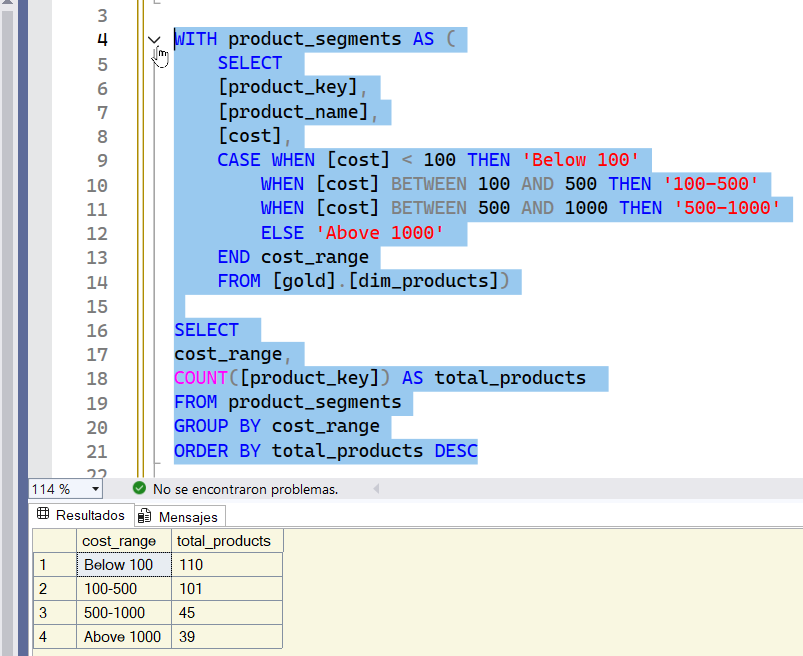 3
4 WITH product_segments AS (
5 SELECT
6 [product_key],
7 [product_name],
8 [cost],
9 CASE WHEN [cost] < 100 THEN 'Below 100'
10 WHEN [cost] BETWEEN 100 AND 500 THEN '100-500'
11 WHEN [cost] BETWEEN 500 AND 1000 THEN '500-1000'
12 ELSE 'Above 1000'
13 END cost_range
14 FROM [gold].[dim_products])
15
16 SELECT
17 cost_range,
18 COUNT([product_key]) AS total_products
19 FROM product_segments
20 GROUP BY cost_range
21 ORDER BY total_products DESC
22
114 % No se encontraron problemas.
Resultados Mensajes
cost_range total_products
1 Below 100 110
2 100-500 101
3 500-1000 45
4 Above 1000 39